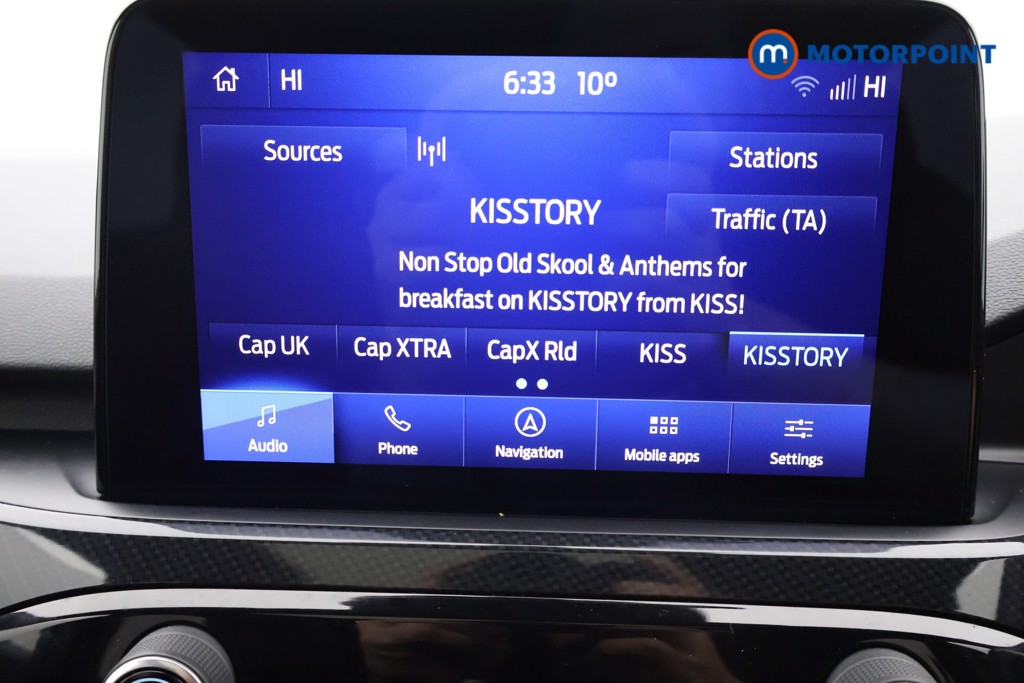 m MOTORPOINT
HI 6:33 10° HI
Sources Stations
KISSTORY
Traffic (TA)
Non Stop Old Skool & Anthems for
breakfast on KISSTORY from KISS!
Cap UK Cap XTRA CapX Rld KISS KISSTORY
Audio Phone Navigation Mobile apps Settings